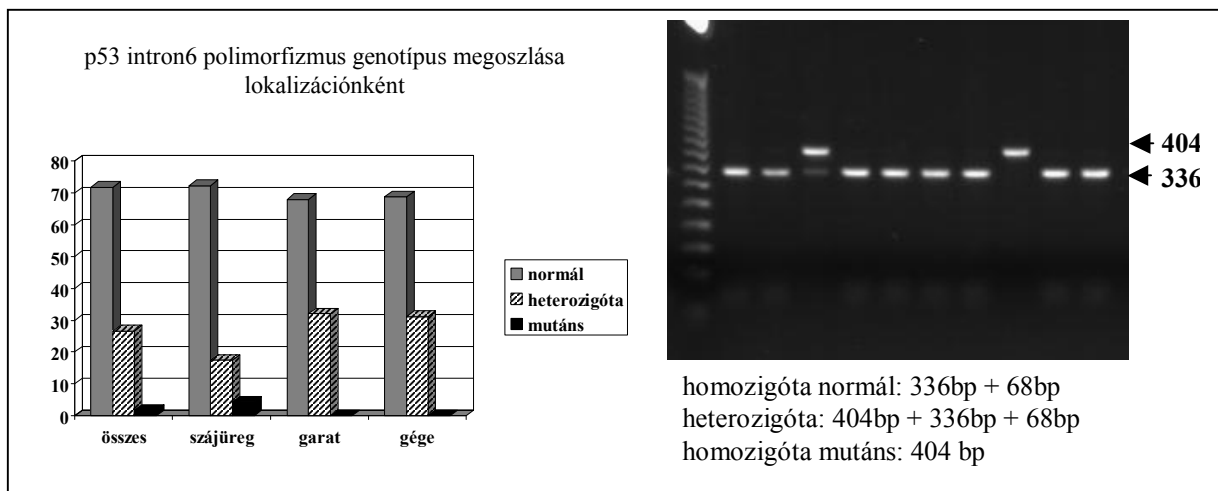 p53 intron6 polimorfizmus genotípus megoszlása
lokalizációnként
80
70
60
50
40
30
20
10
0
összes
szájüreg
garat
gége
normál
heterozigóta
mutáns
404
336
homozigóta normál: 336bp + 68bp
heterozigóta: 404bp + 336bp + 68bp
homozigóta mutáns: 404 bp